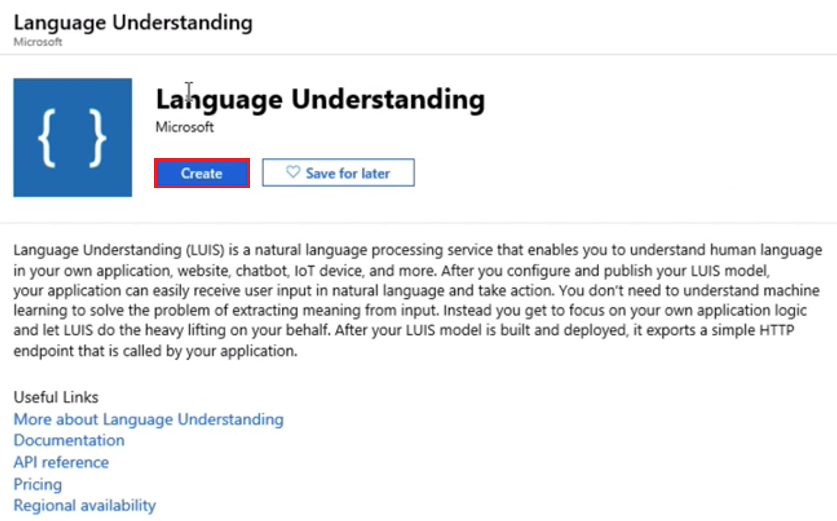 Language Understanding
Microsoft
{ }
Language Understanding
Microsoft
Create
Save for later
Language Understanding (LUIS) is a natural language processing service that enables you to understand human language
in your own application, website, chatbot, IoT device, and more. After you configure and publish your LUIS model,
your application can easily receive user input in natural language and take action. You don't need to understand machine
learning to solve the problem of extracting meaning from input. Instead you get to focus on your own application logic
and let LUIS do the heavy lifting on your behalf. After your LUIS model is built and deployed, it exports a simple HTTP
endpoint that is called by your application.
Useful Links
More about Language Understanding
Documentation
API reference
Pricing
Regional availability